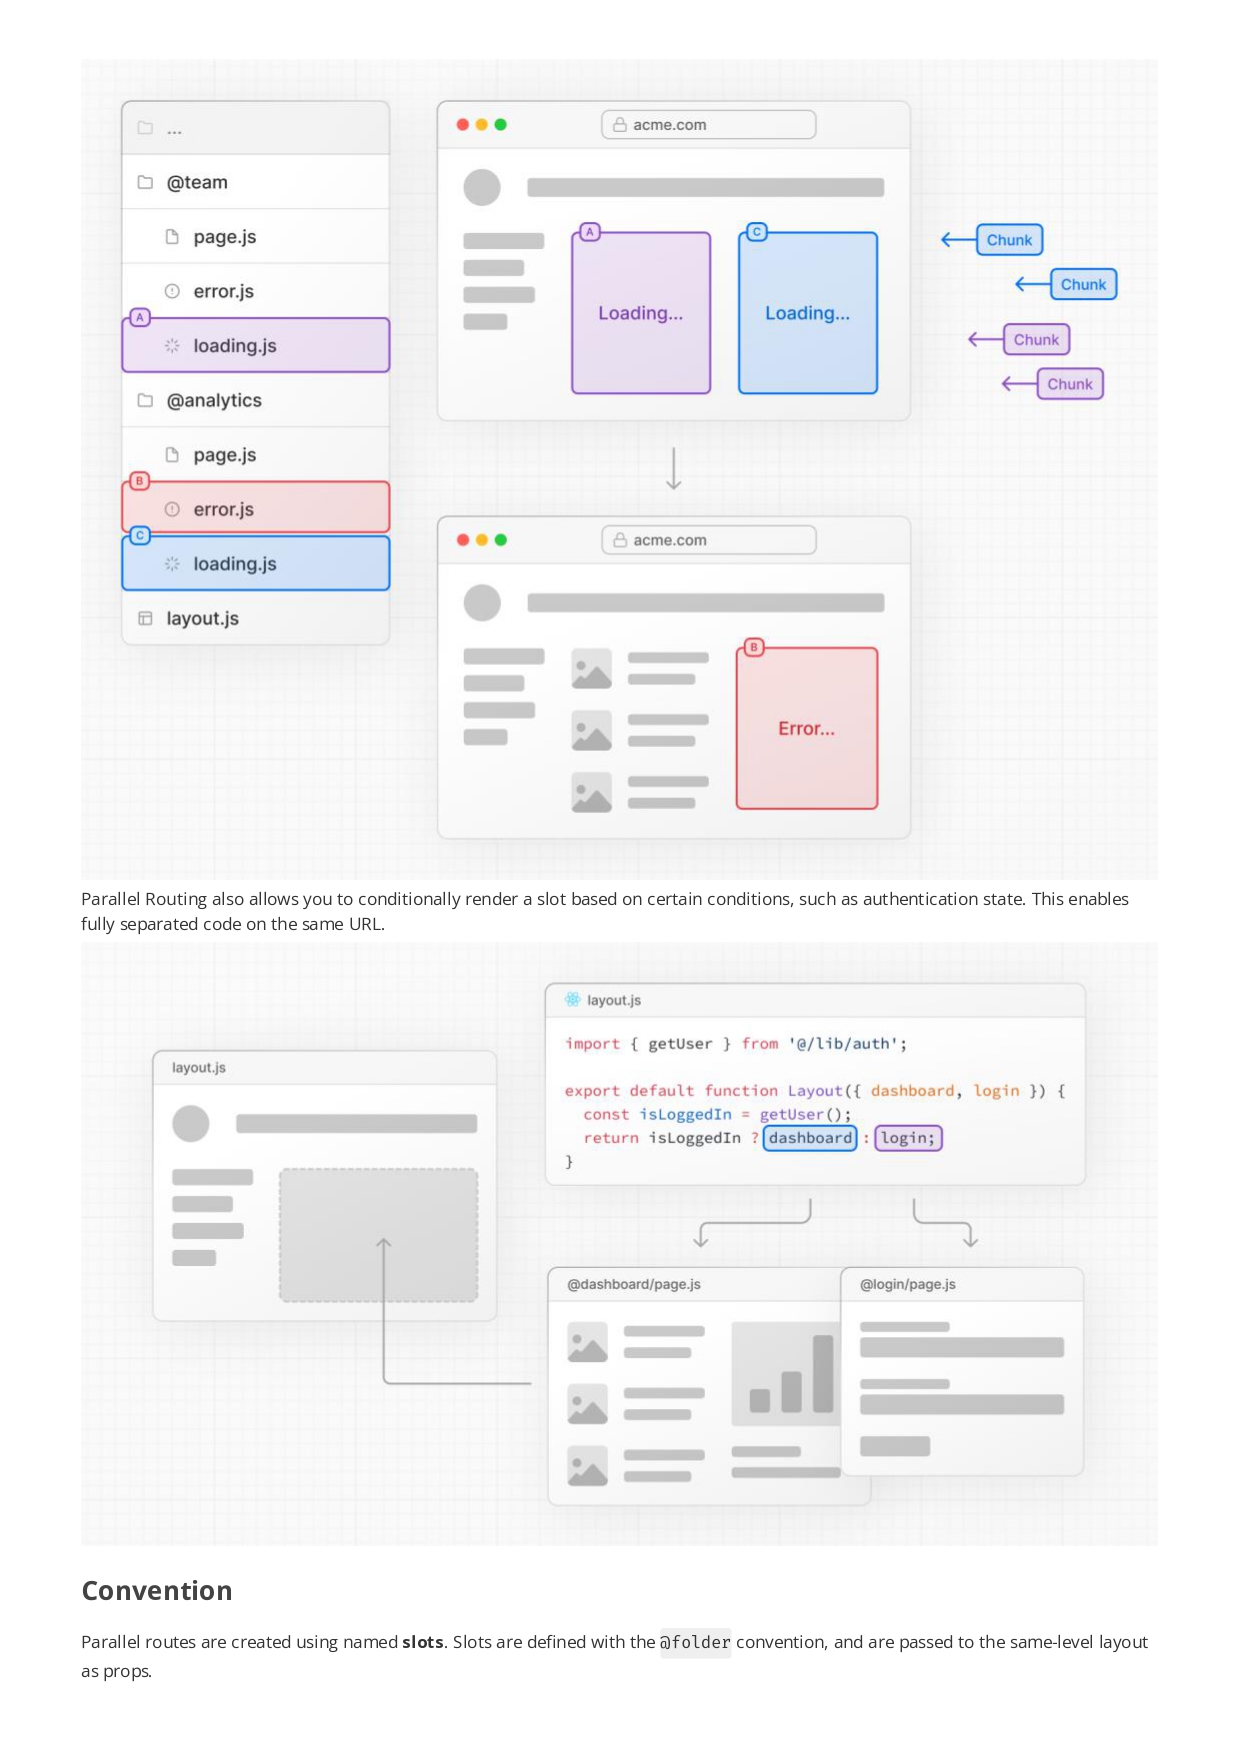 ...
@team
page.js
error.js
A
loading.js
@analytics
page.js
B
error.js
C
loading.js
layout.js
acme.com
A
C
Loading...
Loading...
Chunk
Chunk
Chunk
Chunk
acme.com
B
Error...
Parallel Routing also allows you to conditionally render a slot based on certain conditions, such as authentication state. This enables
fully separated code on the same URL.
layout.js
layout.js
import { getUser } from '@/lib/auth';
export default function Layout({ dashboard, login }) {
const isLoggedIn = getUser();
return isLoggedIn ? dashboard : login;
}
@dashboard/page.js
@login/page.js
Convention
Parallel routes are created using named slots. Slots are defined with the @folder convention, and are passed to the same-level layout
as props.